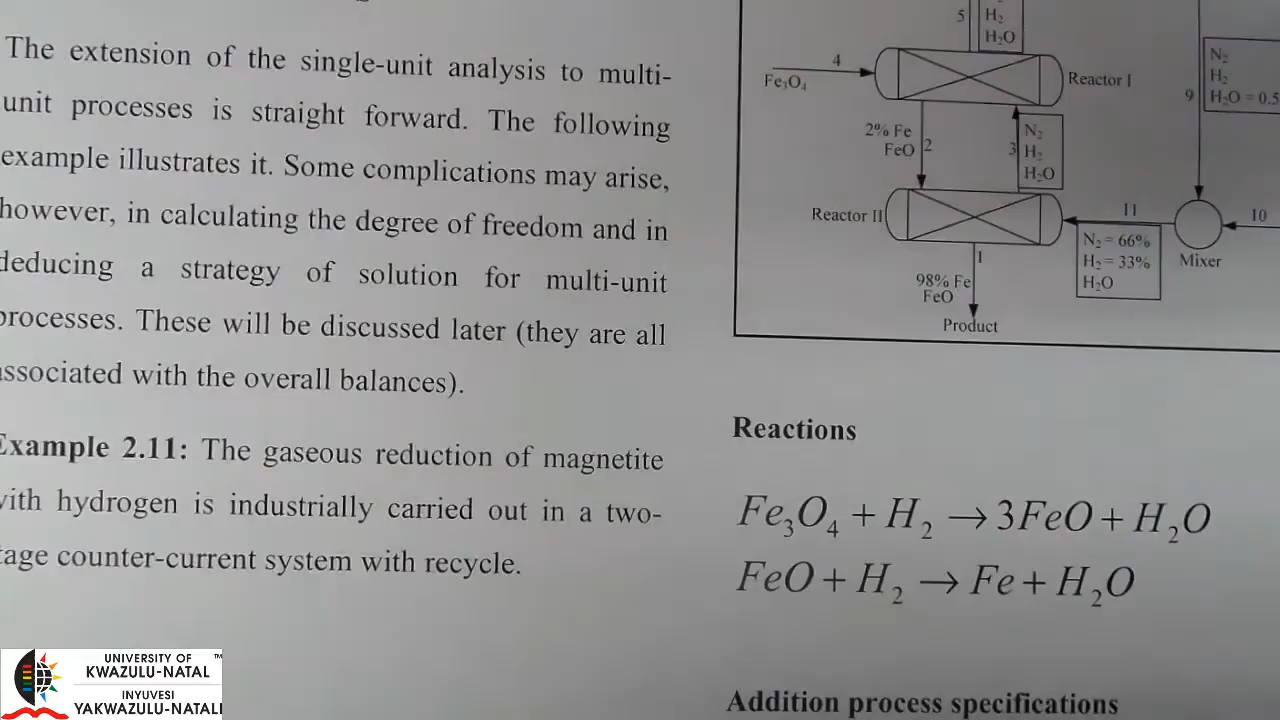 The extension of the single-unit analysis to multi-
unit processes is straight forward. The following
example illustrates it. Some complications may arise,
however, in calculating the degree of freedom and in
deducing a strategy of solution for multi-unit
processes. These will be discussed later (they are all
associated with the overall balances).
Example 2.11: The gaseous reduction of magnetite
with hydrogen is industrially carried out in a two-
stage counter-current system with recycle.
5
H₂
H₂O
4
Fe₃O₄
Reactor I
N₂
H₂
9
H₂O = 0.5
2% Fe
FeO
2
3
N₂
H₂
H₂O
Reactor II
11
10
N₂ = 66%
H₂ = 33%
H₂O
Mixer
1
98% Fe
FeO
Product
Reactions
Fe₃O₄ + H₂ → 3FeO + H₂O
FeO + H₂ → Fe + H₂O
Addition process specifications
UNIVERSITY OF ™
KWAZULU-NATAL
INYUVESI
YAKWAZULU-NATALI